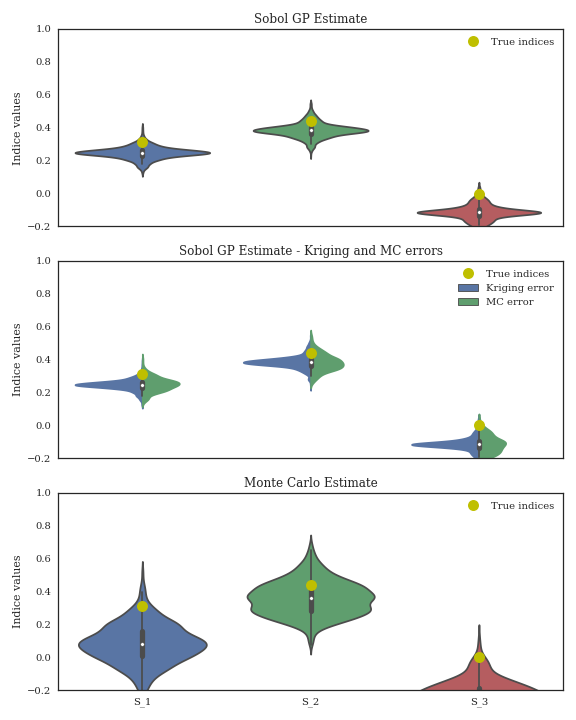 Sobol GP Estimate
1.0
True indices
0.8
0.6
0.4
0.2
0.0
−0.2
Indice values
Sobol GP Estimate - Kriging and MC errors
1.0
True indices
Kriging error
MC error
0.8
0.6
0.4
0.2
0.0
−0.2
Indice values
Monte Carlo Estimate
1.0
True indices
0.8
0.6
0.4
0.2
0.0
−0.2
Indice values
S_1 S_2 S_3